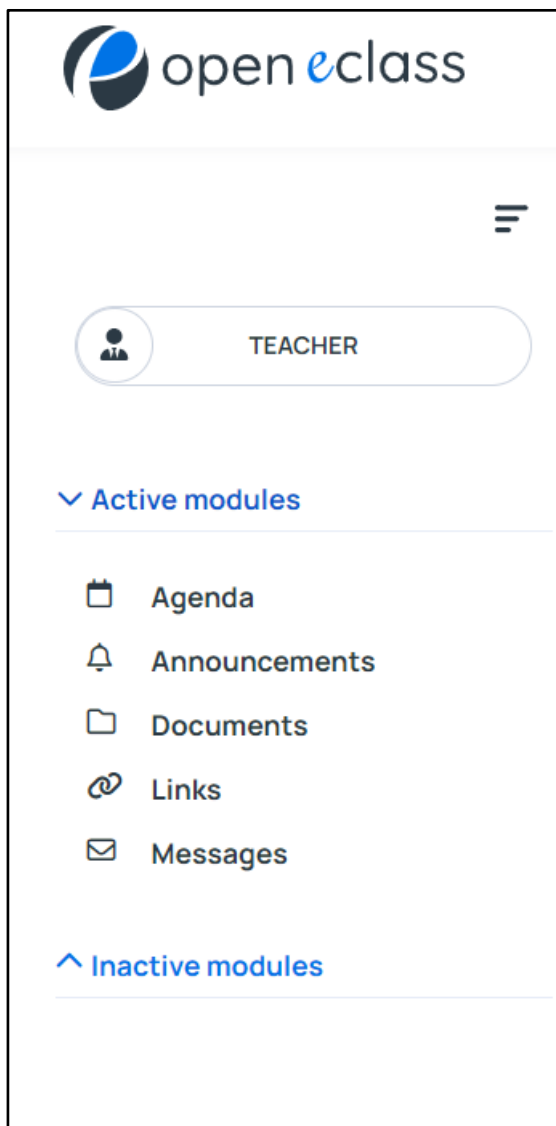 open eclass
TEACHER
Active modules
Agenda
Announcements
Documents
Links
Messages
Inactive modules